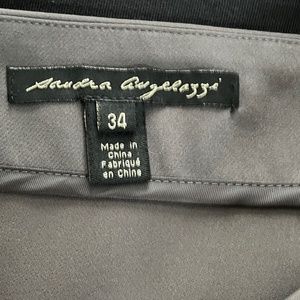 Sandra Angelozzi
34
Made in
China
Fabriqué
en Chine